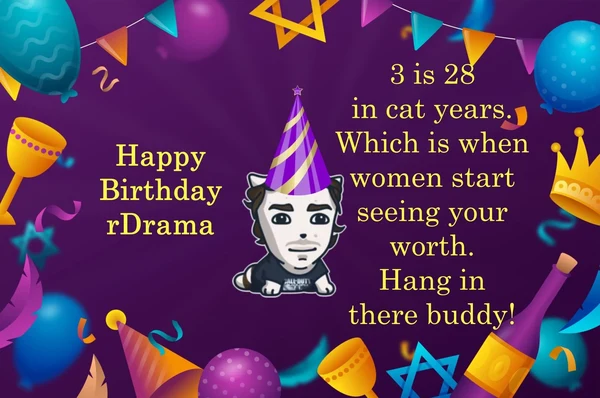 Happy
Birthday
rDrama
3 is 28
in cat years.
Which is when
women start
seeing your
worth.
Hang in
there buddy!